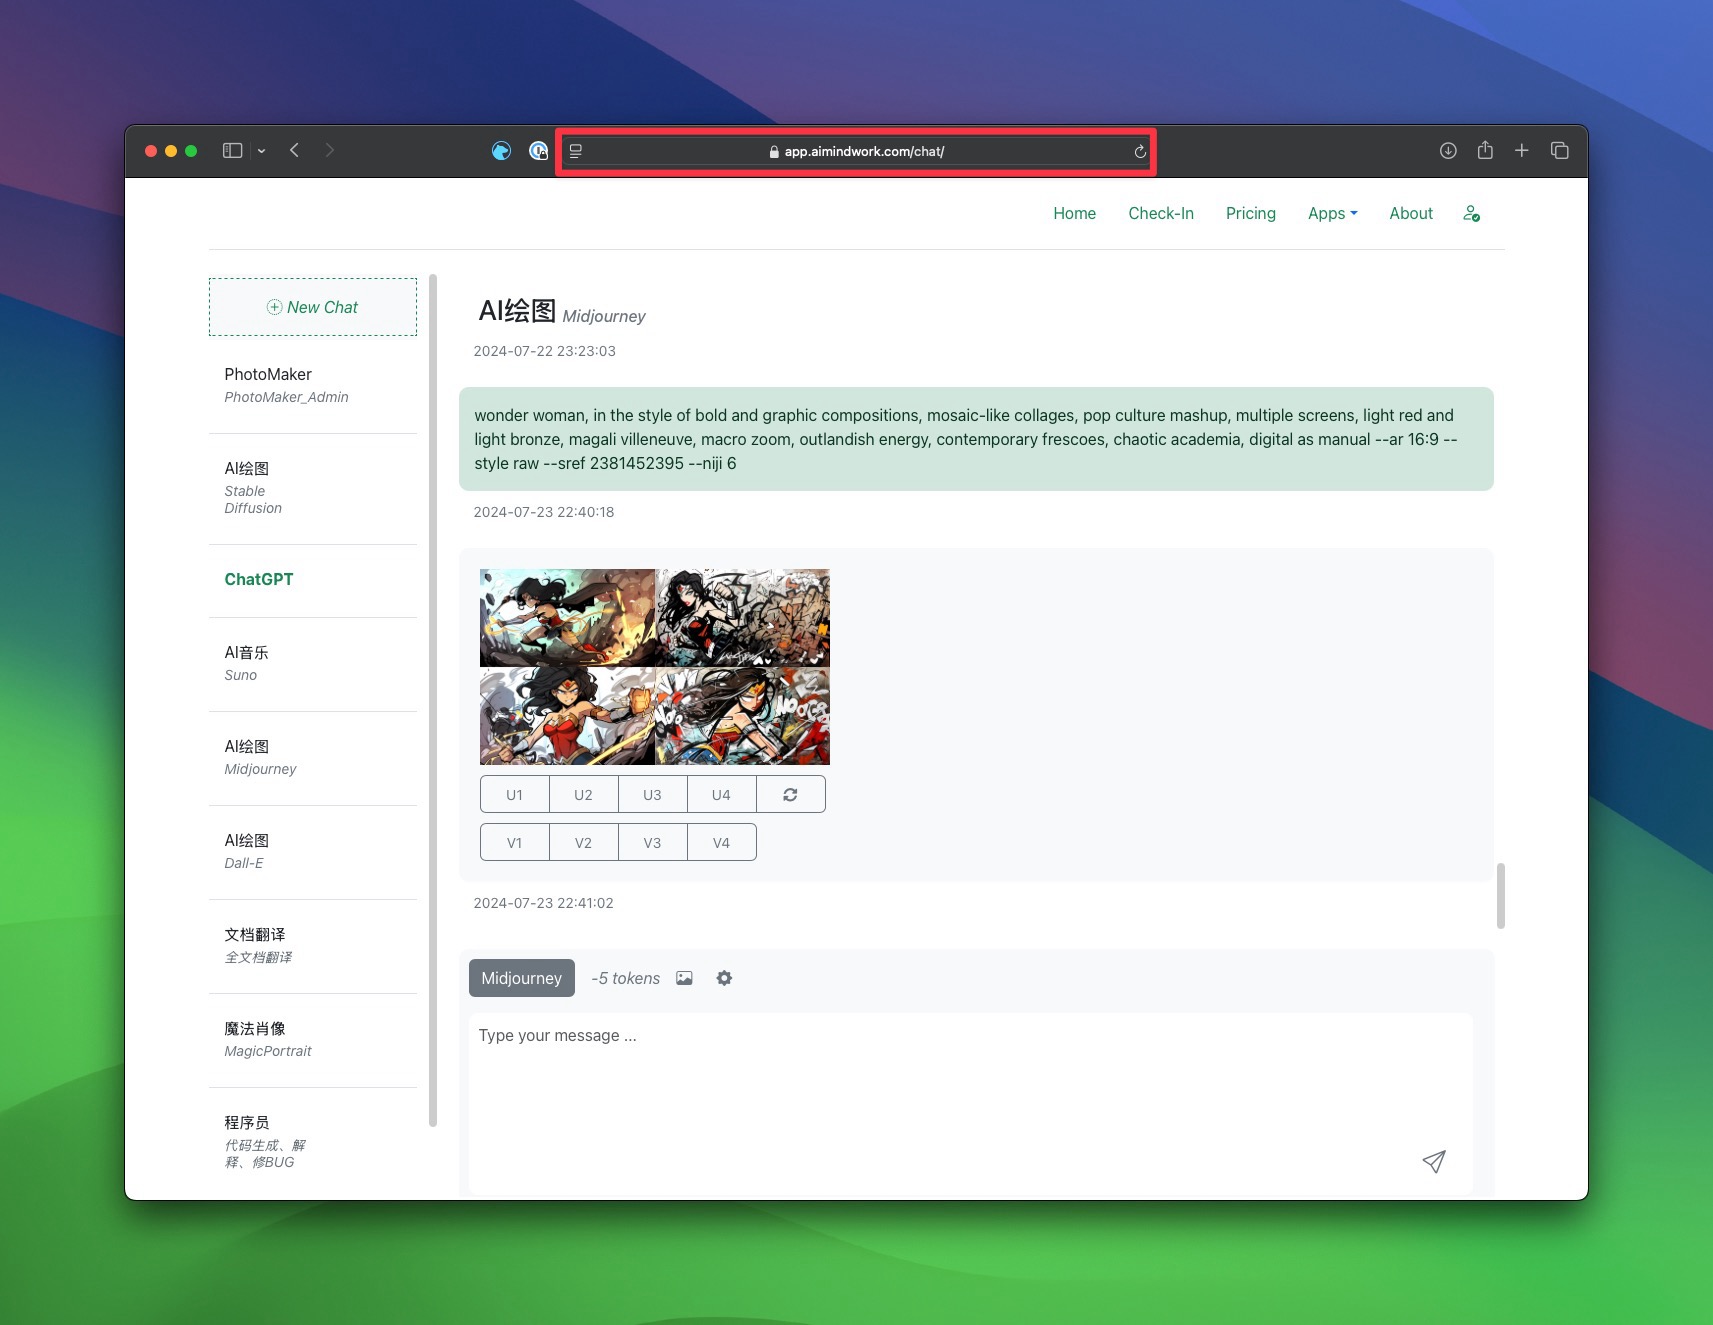 app.aimindwork.com/chat/
Home Check-In Pricing Apps About
New Chat
PhotoMaker
PhotoMaker_Admin
AI绘图
Stable
Diffusion
ChatGPT
AI音乐
Suno
AI绘图
Midjourney
AI绘图
Dall-E
文档翻译
全文档翻译
魔法肖像
MagicPortrait
程序员
代码生成、解
释、修BUG
AI绘图 Midjourney
2024-07-22 23:23:03
wonder woman, in the style of bold and graphic compositions, mosaic-like collages, pop culture mashup, multiple screens, light red and
light bronze, magali villeneuve, macro zoom, outlandish energy, contemporary frescoes, chaotic academia, digital as manual --ar 16:9 --
style raw --sref 2381452395 --niji 6
2024-07-23 22:40:18
U1 U2 U3 U4
V1 V2 V3 V4
2024-07-23 22:41:02
Midjourney -5 tokens
Type your message ...